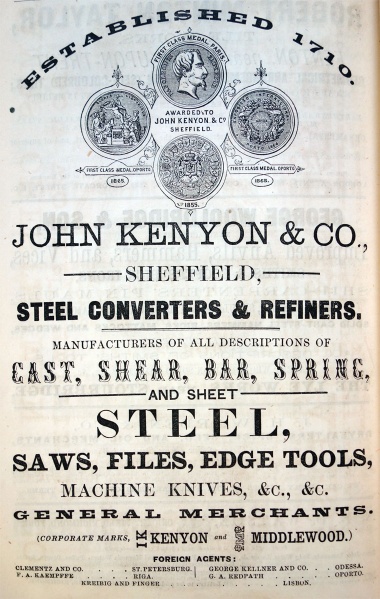 ESTABLISHED 1710.
FIRST CLASS MEDAL PARIS
AWARDED TO
JOHN KENYON & Co
SHEFFIELD.
FIRST CLASS MEDAL OPORTO
1865.
FIRST CLASS MEDAL OPORTO
1865.
1855.
JOHN KENYON & CO.,
SHEFFIELD,
STEEL CONVERTERS & REFINERS.
MANUFACTURERS OF ALL DESCRIPTIONS OF
CAST, SHEAR, BAR, SPRING,
AND SHEET
STEEL,
SAWS, FILES, EDGE TOOLS,
MACHINE KNIVES, &c., &c.
GENERAL MERCHANTS.
(CORPORATE MARKS, KENYON and MIDDLEWOOD.)
FOREIGN AGENTS:
CLEMENTZ AND CO. . . ST. PETERSBURG. GEORGE KELLNER AND CO. . ODESSA.
F. A. KAEMPFFE . . RIGA. G. A. REDPATH . . OPORTO.
KREIBIG AND FINGER . . LISBON.